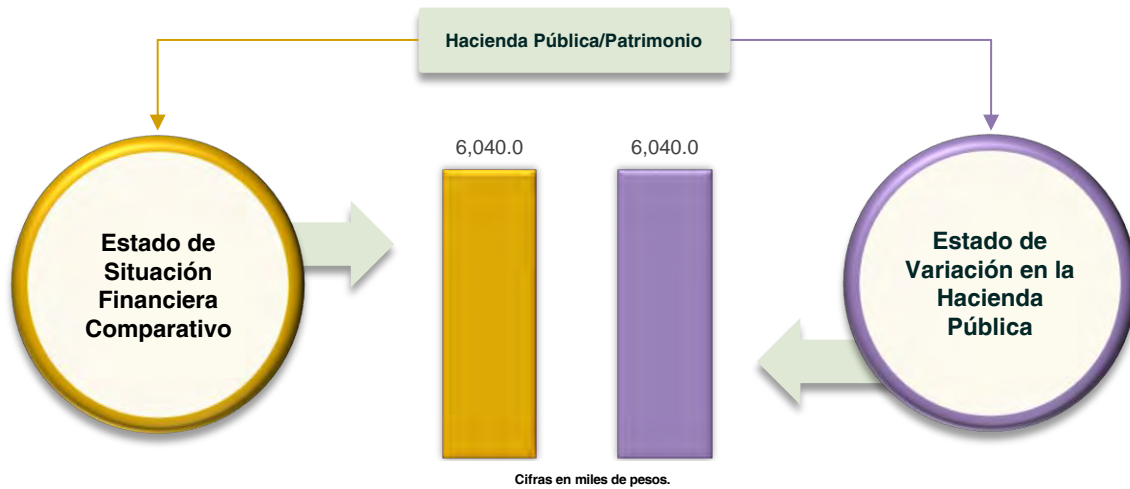 Hacienda Pública/Patrimonio
6,040.0
6,040.0
Estado de
Situación
Financiera
Comparativo
Estado de
Variación en la
Hacienda
Pública
Cifras en miles de pesos.